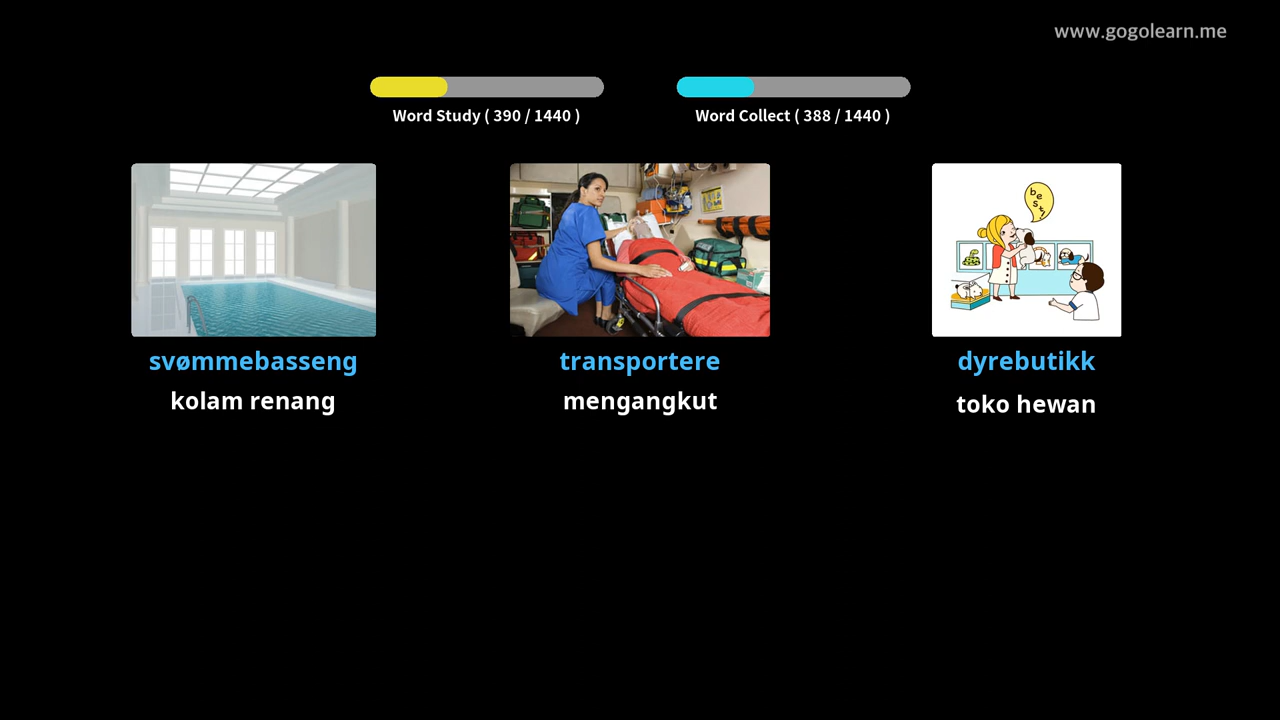 www.gogolearn.me
Word Study ( 390 / 1440 )
Word Collect ( 388 / 1440 )
best
svømmebasseng
transportere
dyrebutikk
kolam renang
mengangkut
toko hewan